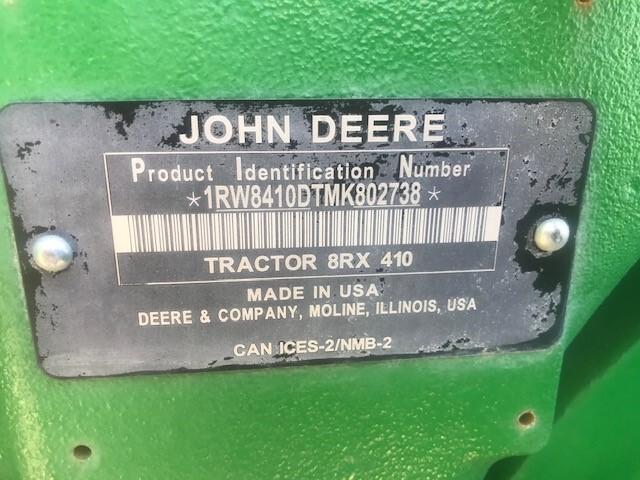 JOHN DEERE
Product Identification Number
*1RW8410DTMK802738*
TRACTOR 8RX 410
MADE IN USA
DEERE & COMPANY, MOLINE, ILLINOIS, USA
CAN ICES-2/NMB-2